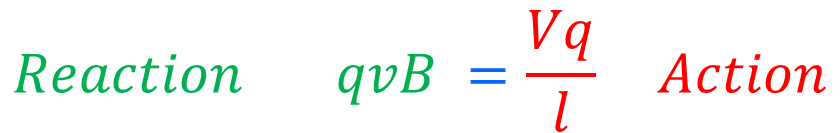 Reaction qvB = Vq/l Action